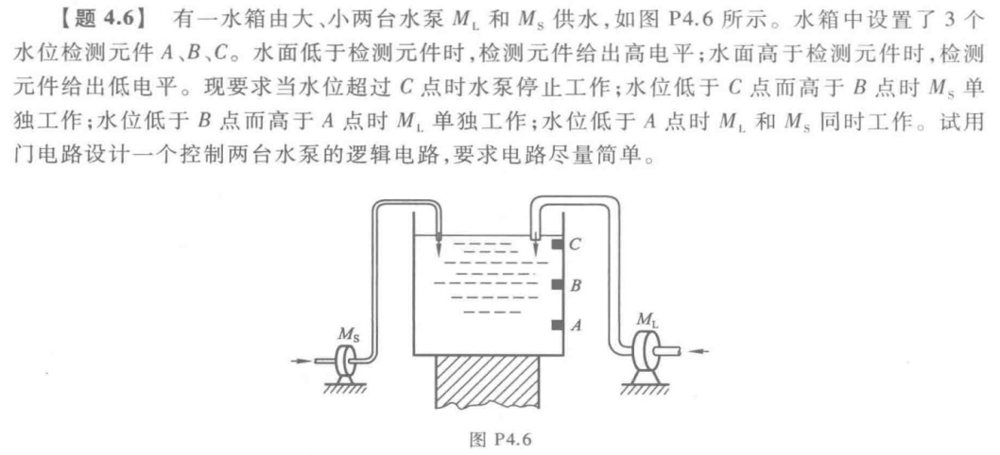 【题 4.6】 有一水箱由大、小两台水泵 M_L 和 M_S 供水,如图 P4.6 所示。水箱中设置了 3 个
水位检测元件 A、B、C。水面低于检测元件时,检测元件给出高电平;水面高于检测元件时,检测
元件给出低电平。现要求当水位超过 C 点时水泵停止工作;水位低于 C 点而高于 B 点时 M_S 单
独工作;水位低于 B 点而高于 A 点时 M_L 单独工作;水位低于 A 点时 M_L 和 M_S 同时工作。试用
门电路设计一个控制两台水泵的逻辑电路,要求电路尽量简单。
C
B
A
M_S
M_L
图 P4.6